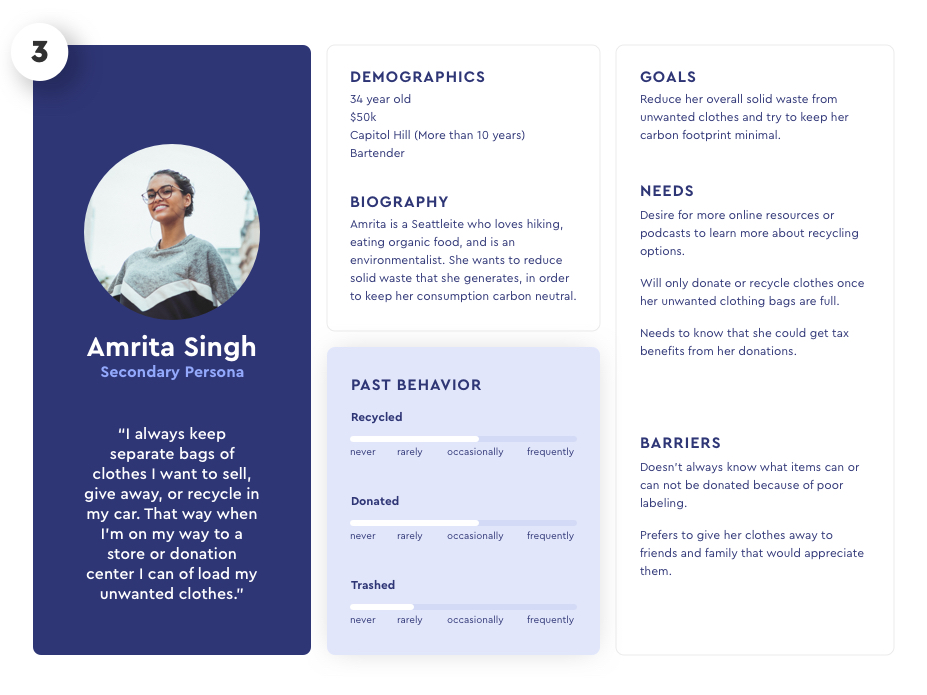 3
Amrita Singh
Secondary Persona
“I always keep
separate bags of
clothes I want to sell,
give away, or recycle in
my car. That way when
I’m on my way to a
store or donation
center I can of load my
unwanted clothes.”
DEMOGRAPHICS
34 year old
$50k
Capitol Hill (More than 10 years)
Bartender
BIOGRAPHY
Amrita is a Seattleite who loves hiking,
eating organic food, and is an
environmentalist. She wants to reduce
solid waste that she generates, in order
to keep her consumption carbon neutral.
PAST BEHAVIOR
Recycled
never rarely occasionally frequently
Donated
never rarely occasionally frequently
Trashed
never rarely occasionally frequently
GOALS
Reduce her overall solid waste from
unwanted clothes and try to keep her
carbon footprint minimal.
NEEDS
Desire for more online resources or
podcasts to learn more about recycling
options.
Will only donate or recycle clothes once
her unwanted clothing bags are full.
Needs to know that she could get tax
benefits from her donations.
BARRIERS
Doesn’t always know what items can or
can not be donated because of poor
labeling.
Prefers to give her clothes away to
friends and family that would appreciate
them.